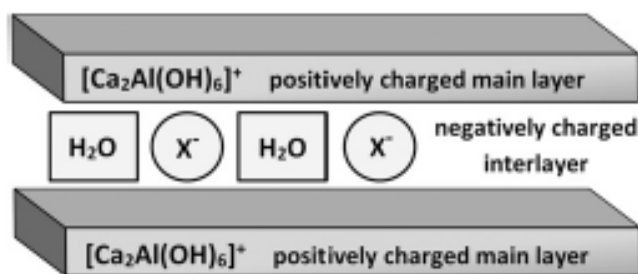 [Ca₂Al(OH)₆]⁺ positively charged main layer
H₂O X⁻ H₂O X⁻ negatively charged
interlayer
[Ca₂Al(OH)₆]⁺ positively charged main layer